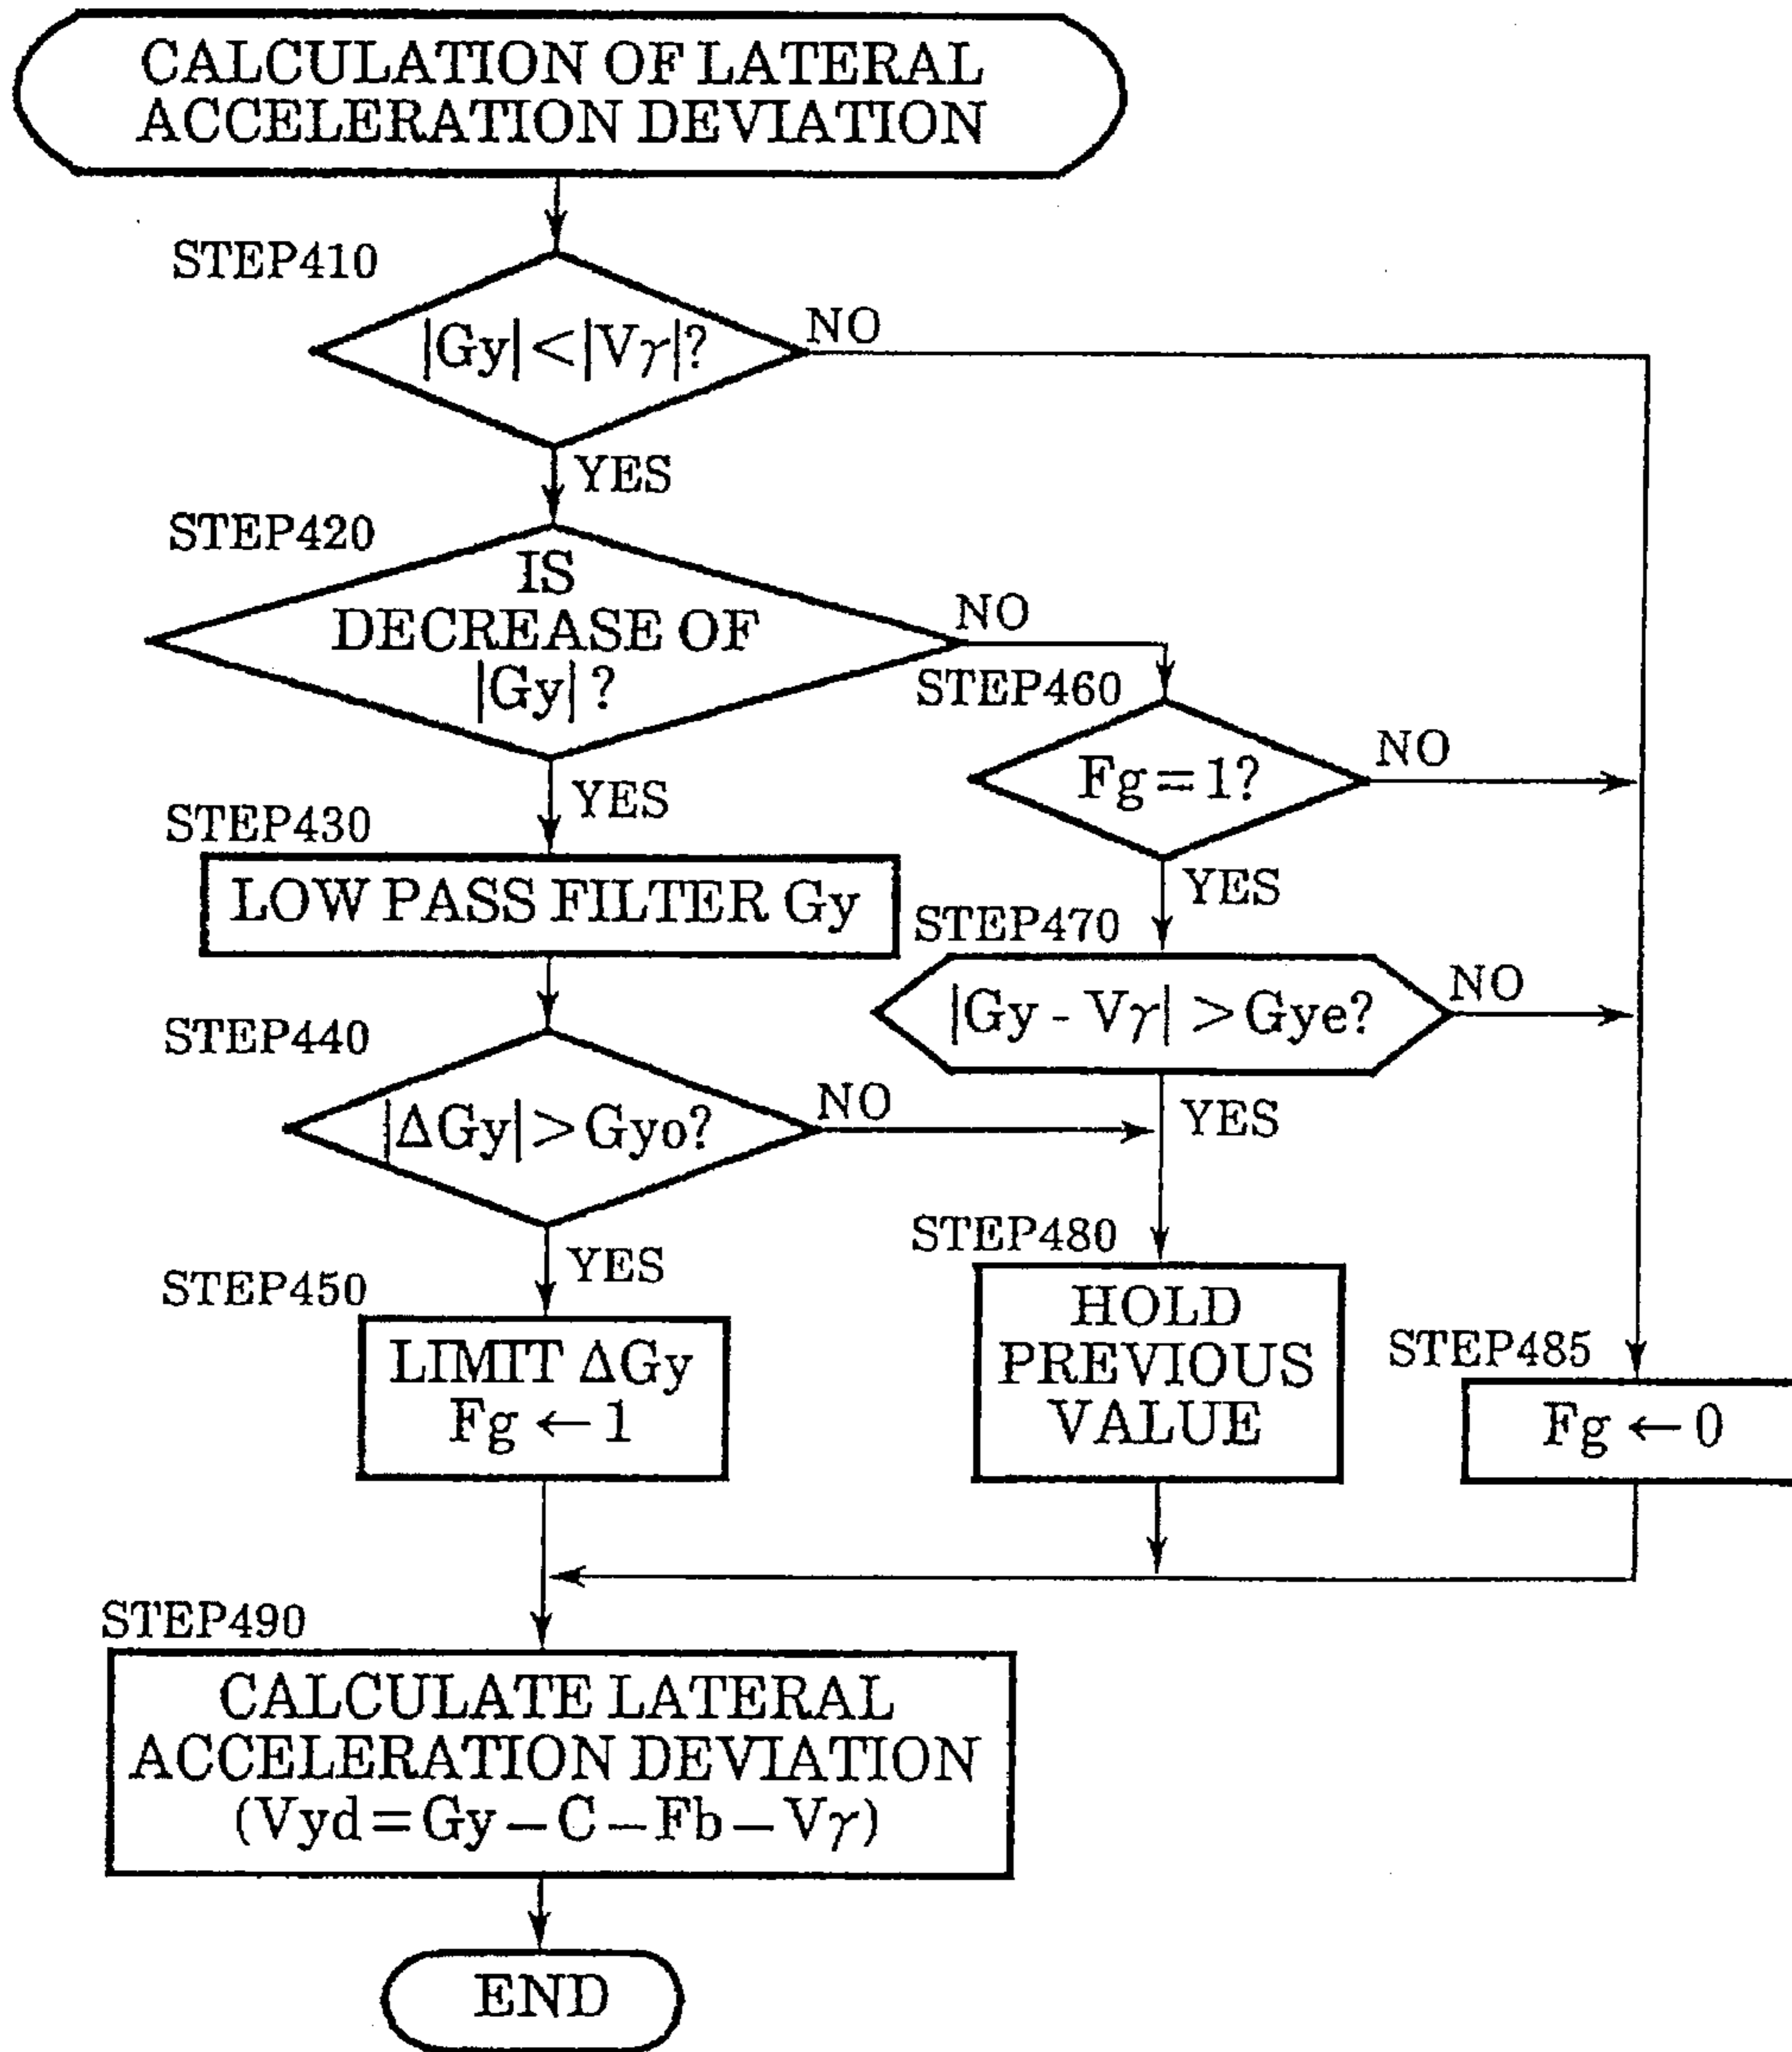 CALCULATION OF LATERAL
ACCELERATION DEVIATION
STEP410
|Gy|<|Vγ|?
NO
YES
STEP420
IS
DECREASE OF
|Gy| ?
NO
YES
STEP460
Fg=1?
NO
YES
STEP430
LOW PASS FILTER Gy
STEP470
|Gy - Vγ| > Gye?
NO
YES
STEP440
|ΔGy|>Gyo?
NO
YES
STEP450
LIMIT ΔGy
Fg ← 1
STEP480
HOLD
PREVIOUS
VALUE
STEP485
Fg ← 0
STEP490
CALCULATE LATERAL
ACCELERATION DEVIATION
(Vyd=Gy−C−Fb−Vγ)
END